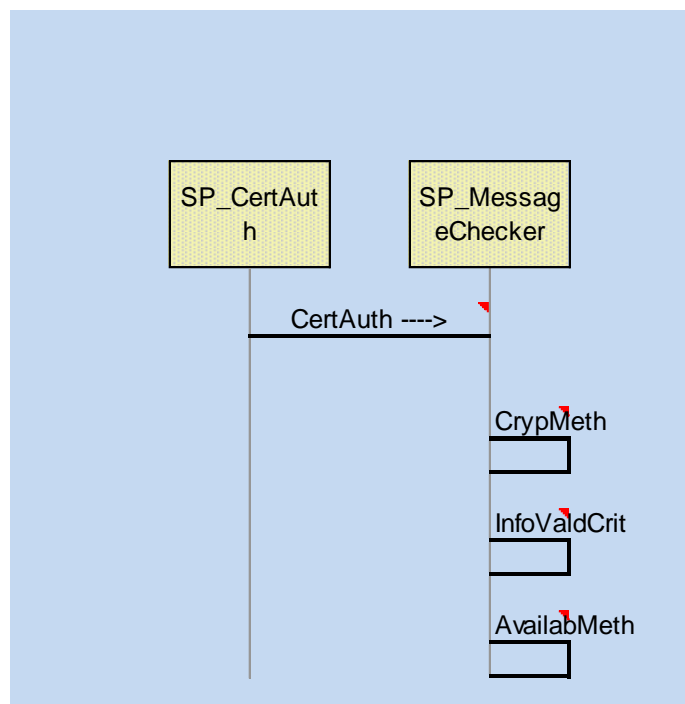 SP_CertAut
h
SP_Messag
eChecker
CertAuth ---->
CrypMeth
InfoValdCrit
AvailabMeth